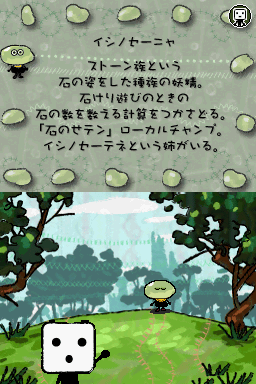 イシノセーニャ
ストーン族という
石の姿をした種族の妖精。
石けり遊びのときの
石の数を数える計算をつかさどる。
「石のセテン」ローカルチャンプ。
イシノセーテネという姉がいる。